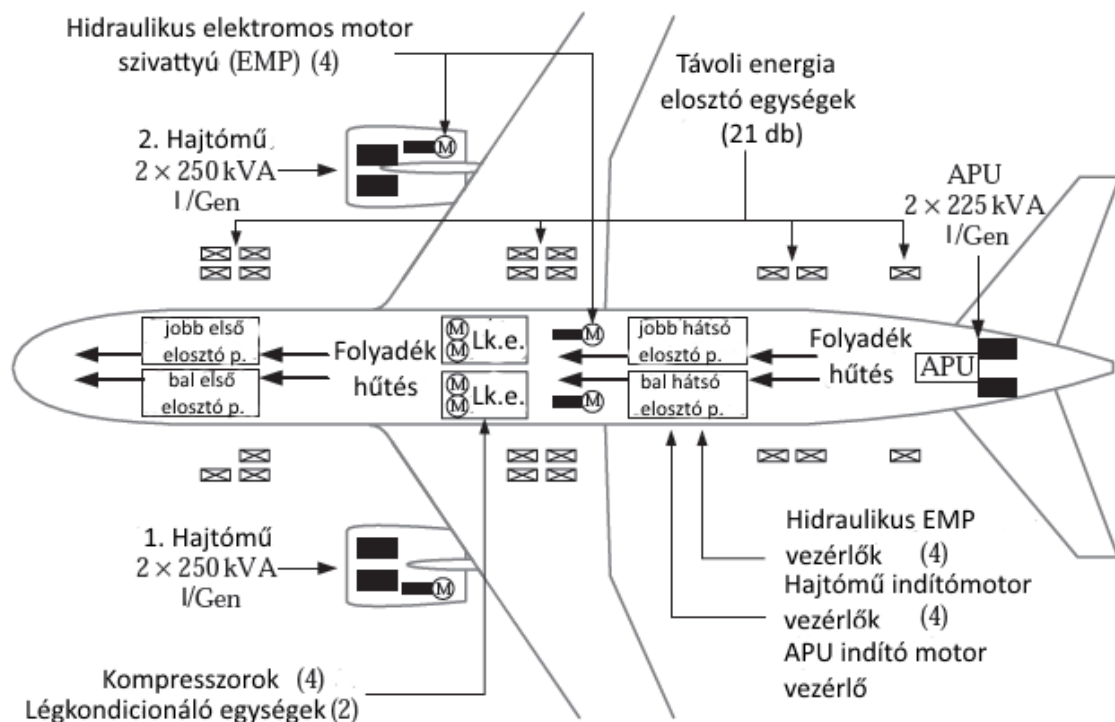 Hidraulikus elektromos motor
szivattyú (EMP) (4)
Távoli energia
elosztó egységek
(21 db)
2. Hajtómű
2 × 250 kVA
I/Gen
APU
2 × 225 kVA
I/Gen
M
M
jobb első
elosztó p.
bal első
elosztó p.
Folyadék
hűtés
M
M
Lk.e.
M
M
Lk.e.
M
jobb hátsó
elosztó p.
bal hátsó
elosztó p.
Folyadék
hűtés
APU
M
1. Hajtómű
2 × 250 kVA
I/Gen
M
Hidraulikus EMP
vezérlők (4)
Hajtómű indítómotor
vezérlők (4)
APU indító motor
vezérlő
Kompresszorok (4)
Légkondicionáló egységek (2)